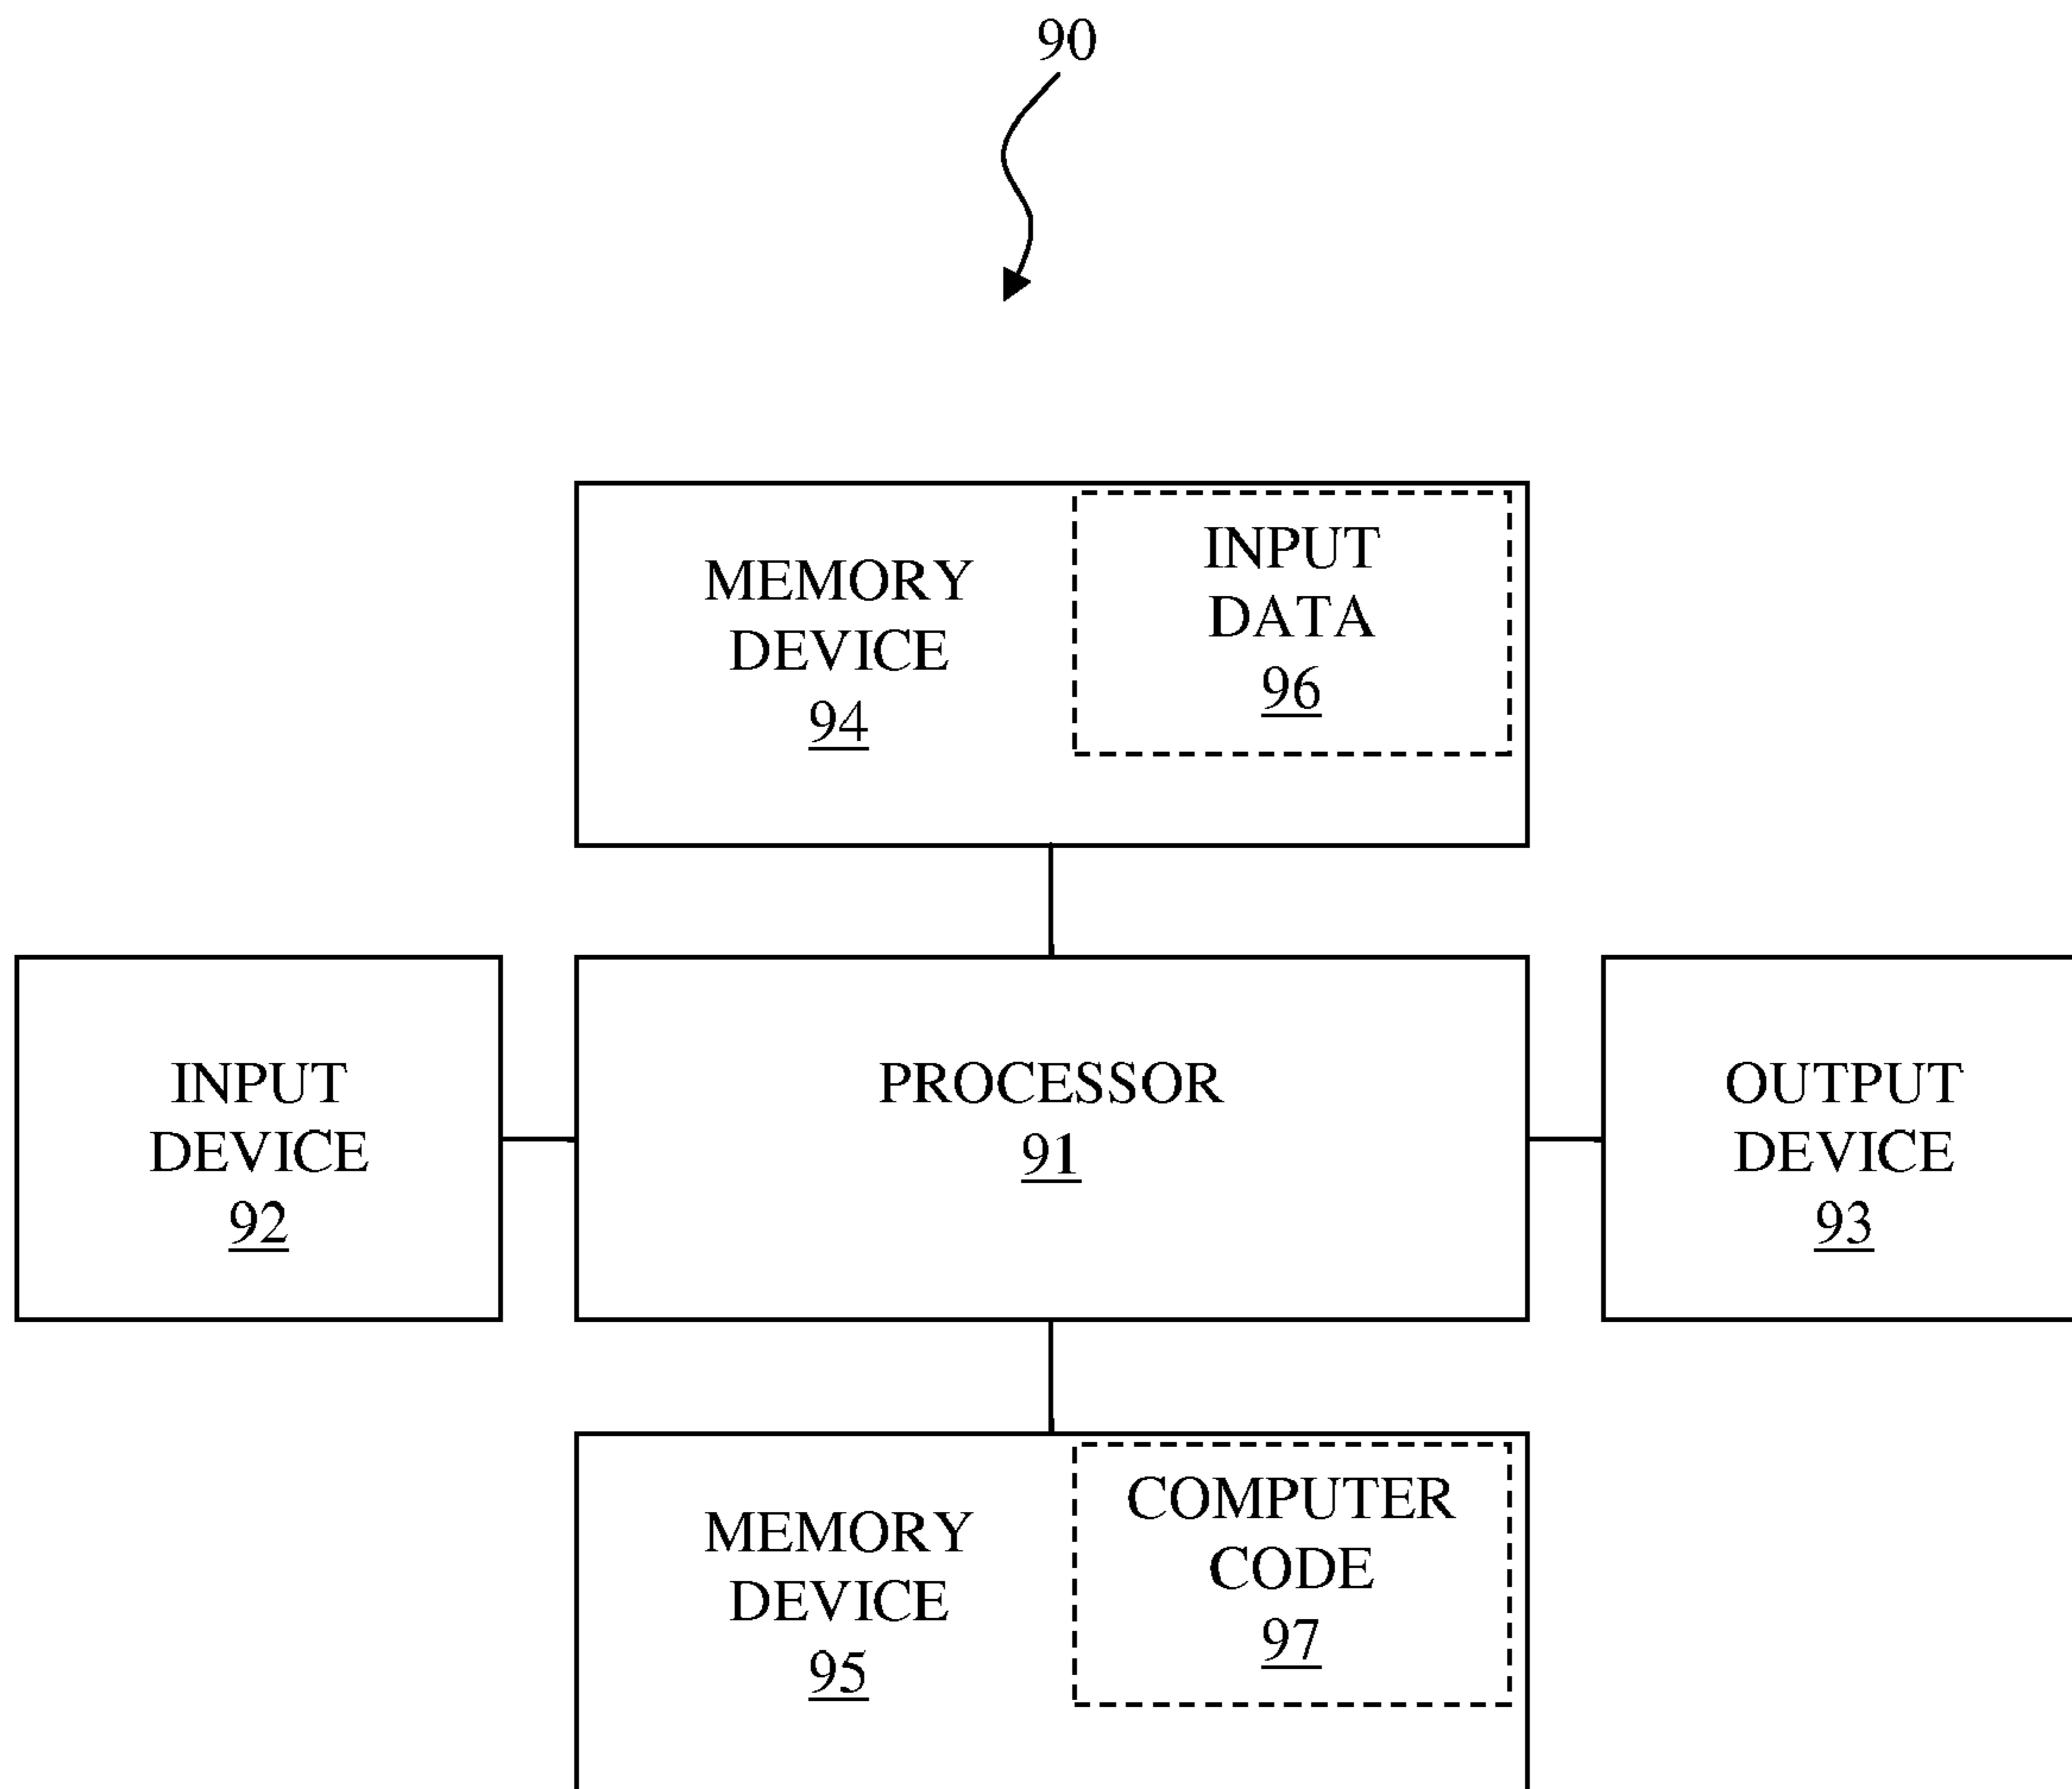 90
MEMORY
DEVICE
94
INPUT
DATA
96
INPUT
DEVICE
92
PROCESSOR
91
OUTPUT
DEVICE
93
MEMORY
DEVICE
95
COMPUTER
CODE
97